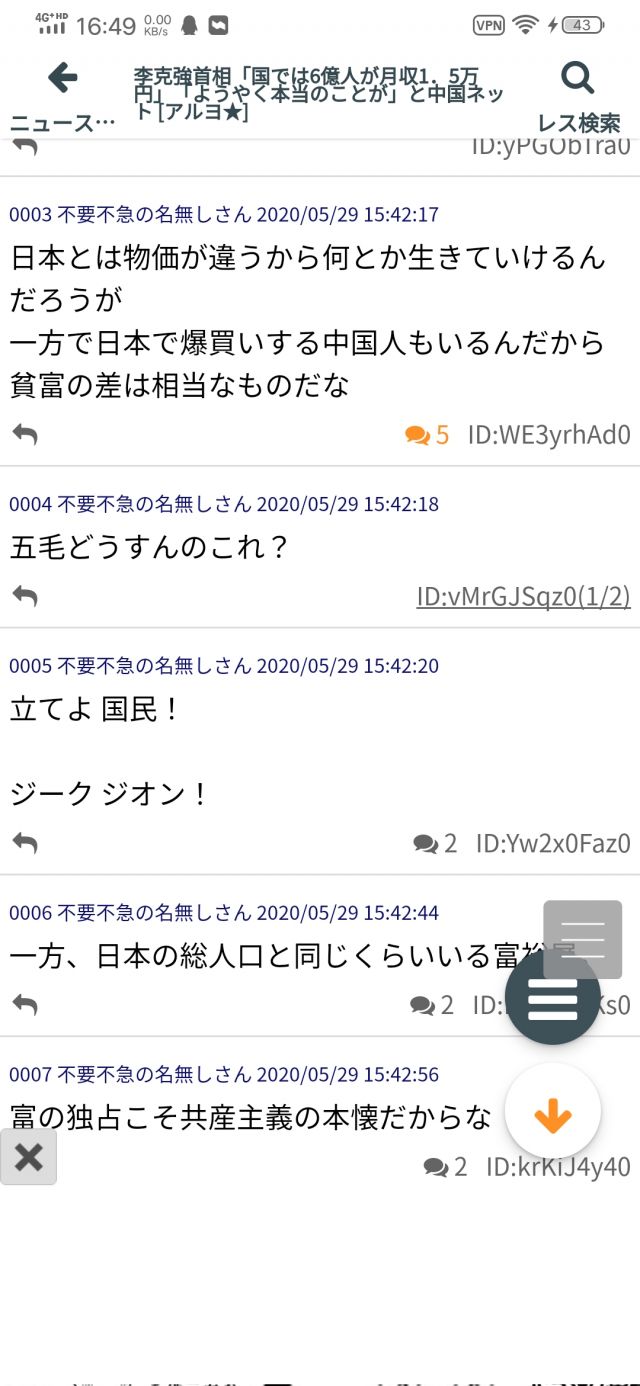 4G+HD 16:49 0.00 KB/s VPN 43
李克強首相「国では6億人が月収1．5万
円」「ようやく本当のことが」と中国ネッ
ト [アルヨ★]
ニュース… レス検索
ID:yPGObTra0
0003 不要不急の名無しさん 2020/05/29 15:42:17
日本とは物価が違うから何とか生きていけるん
だろうが
一方で日本で爆買いする中国人もいるんだから
貧富の差は相当なものだな
5 ID:WE3yrhAd0
0004 不要不急の名無しさん 2020/05/29 15:42:18
五毛どうすんのこれ？
ID:vMrGJSqz0(1/2)
0005 不要不急の名無しさん 2020/05/29 15:42:20
立てよ 国民！
ジーク ジオン！
2 ID:Yw2x0Faz0
0006 不要不急の名無しさん 2020/05/29 15:42:44
一方、日本の総人口と同じくらいいる富裕層
2 ID: Ks0
0007 不要不急の名無しさん 2020/05/29 15:42:56
富の独占こそ共産主義の本懐だからな
2 ID:krKiJ4y40